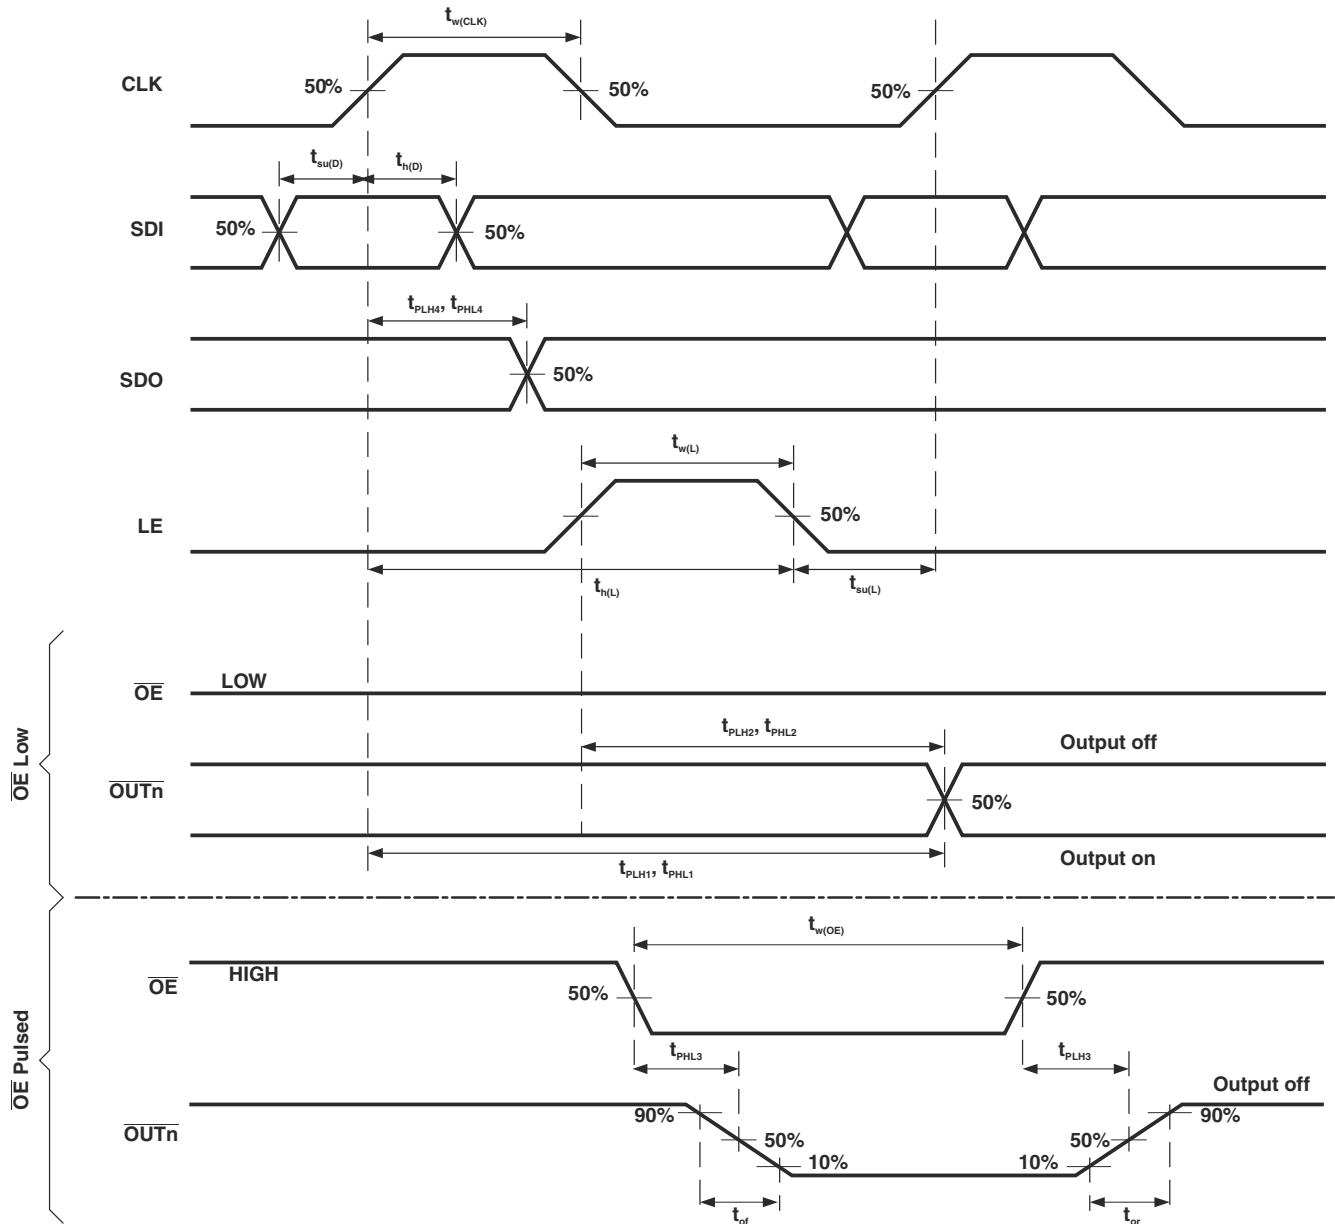 tw(CLK)
CLK
50%
50%
50%
tsu(D)
th(D)
SDI
50%
50%
tPLH4, tPHL4
SDO
50%
tw(L)
LE
50%
th(L)
tsu(L)
OE Low
OE
LOW
tPLH2, tPHL2
Output off
OUTn
50%
tPLH1, tPHL1
Output on
OE Pulsed
tw(OE)
OE
HIGH
50%
50%
tPHL3
tPLH3
Output off
OUTn
90%
50%
10%
10%
50%
90%
tof
tor